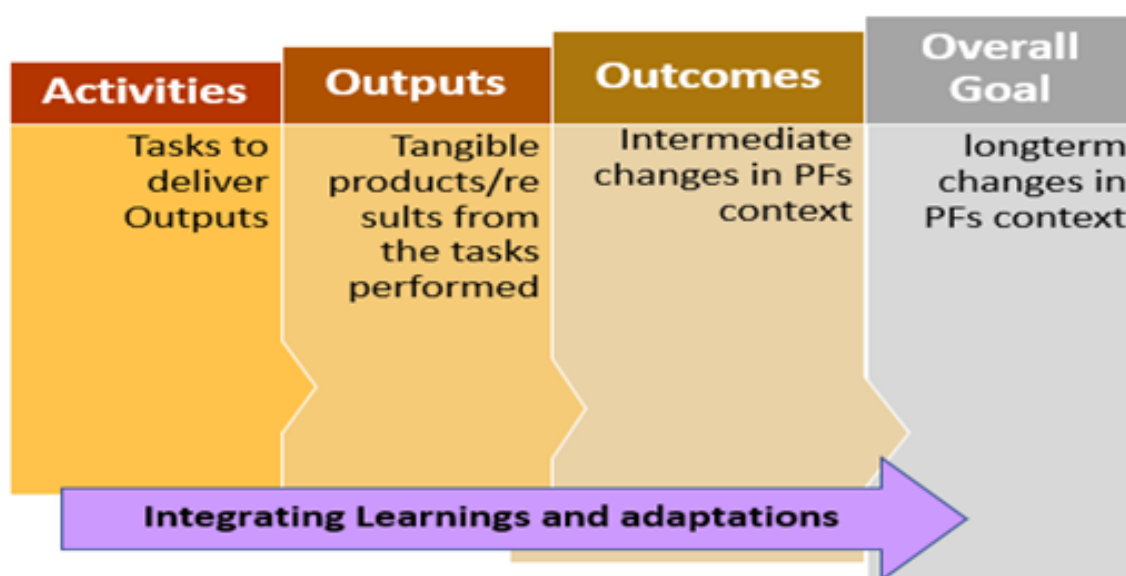 Activities
Tasks to
deliver
Outputs
Outputs
Tangible
products/re
sults from
the tasks
performed
Outcomes
Intermediate
changes in PFs
context
Overall
Goal
longterm
changes in
PFs context
Integrating Learnings and adaptations